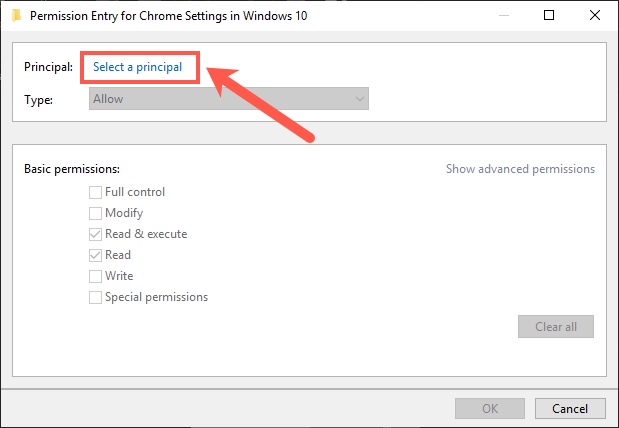 Permission Entry for Chrome Settings in Windows 10
Principal: Select a principal
Type: Allow
Basic permissions: Show advanced permissions
Full control
Modify
Read & execute
Read
Write
Special permissions
Clear all
OK Cancel